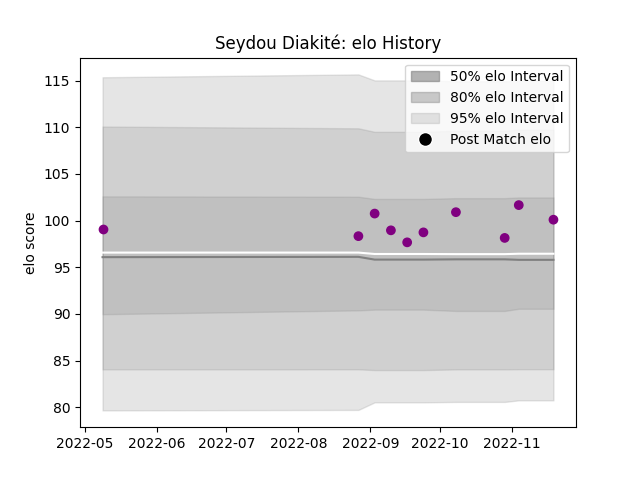 Seydou Diakité: elo History
115
110
105
100
95
90
85
80
elo score
50% elo Interval
80% elo Interval
95% elo Interval
Post Match elo
2022-05 2022-06 2022-07 2022-08 2022-09 2022-10 2022-11